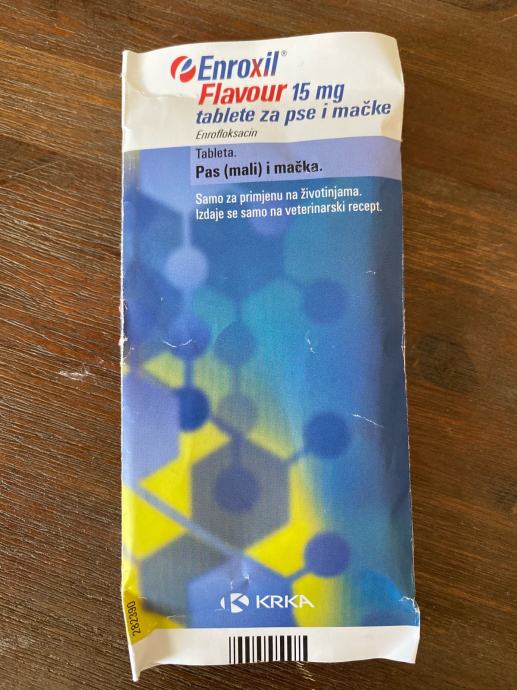 Enroxil®
Flavour 15 mg
tablete za pse i mačke
Enrofloksacin
Tableta.
Pas (mali) i mačka.
Samo za primjenu na životinjama.
Izdaje se samo na veterinarski recept.
KRKA
282390